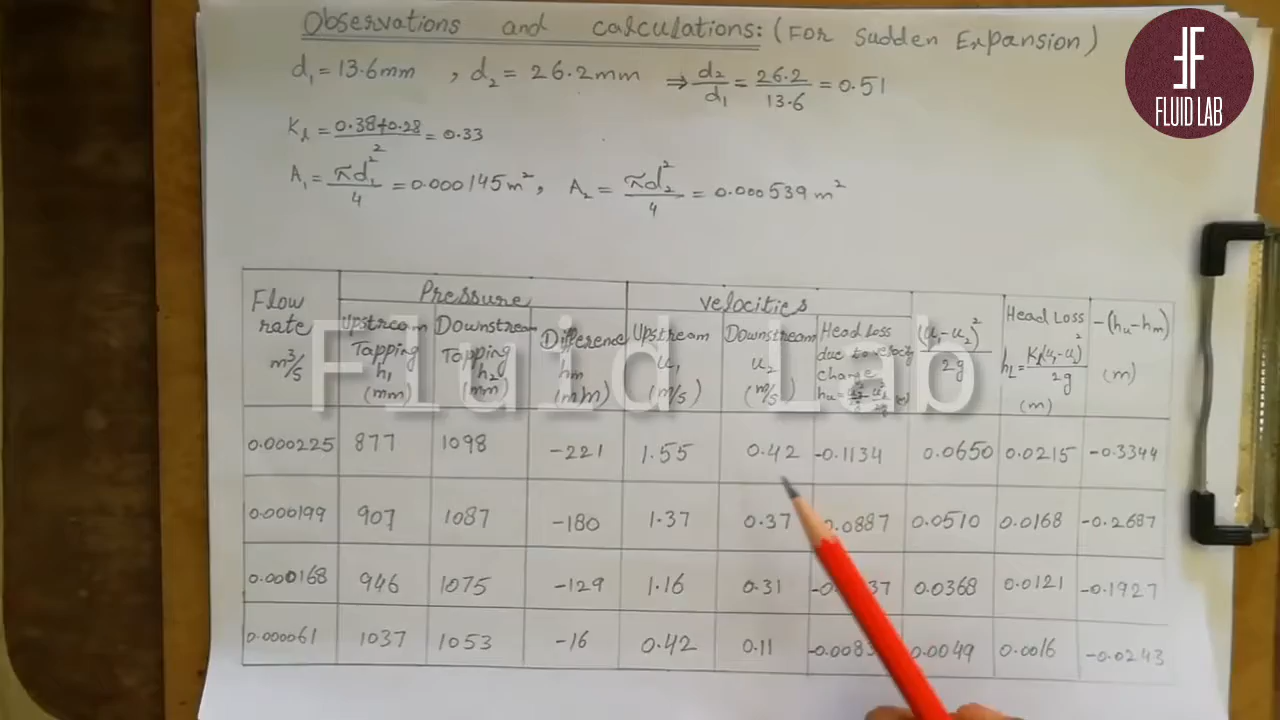 Observations and calculations: (For Sudden Expansion)
d₁ = 13.6mm , d₂ = 26.2mm ⇒ d₂/d₁ = 26.2/13.6 = 0.51
K_l = 0.38+0.28/2 = 0.33
A₁ = πd₁²/4 = 0.000145m², A₂ = πd₂²/4 = 0.000539 m²
FLUID LAB
Flow rate m³/s
Pressure
Upstream Tapping h₁ (mm)
Downstream Tapping h₂ (mm)
Difference hm (mm)
velocities
Upstream u₁ (m/s)
Downstream u₂ (m/s)
Head Loss due to velocity change hu =
(u₁-u₂)²/2g
Head Loss hL = Kl(u₁-u₂)²/2g (m)
-(hu-hm) (m)
0.000225 877 1098 -221 1.55 0.42 -0.1134 0.0650 0.0215 -0.3344
0.000199 907 1087 -180 1.37 0.37 0.0887 0.0510 0.0168 -0.2687
0.000168 946 1075 -129 1.16 0.31 0.0368 0.0121 -0.1927
0.000061 1037 1053 -16 0.42 0.11 0.0049 0.0016 -0.0243
Fluid Lab